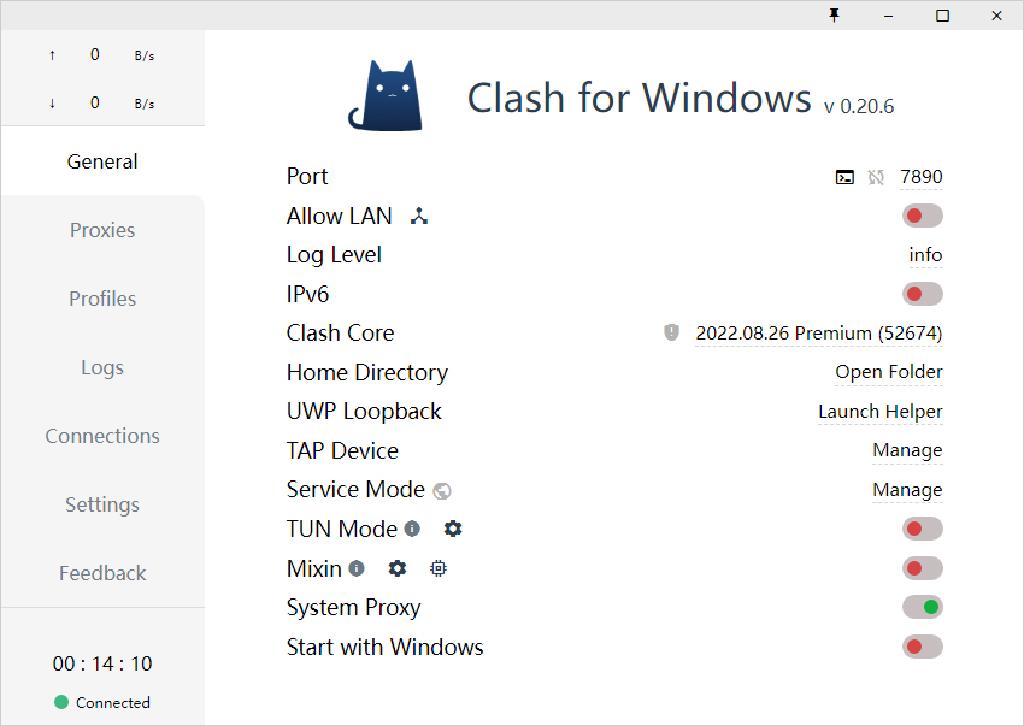 ↑ 0 B/s
↓ 0 B/s
General
Proxies
Profiles
Logs
Connections
Settings
Feedback
00 : 14 : 10
Connected
Clash for Windows v 0.20.6
Port 7890
Allow LAN
Log Level info
IPv6
Clash Core 2022.08.26 Premium (52674)
Home Directory Open Folder
UWP Loopback Launch Helper
TAP Device Manage
Service Mode Manage
TUN Mode
Mixin
System Proxy
Start with Windows